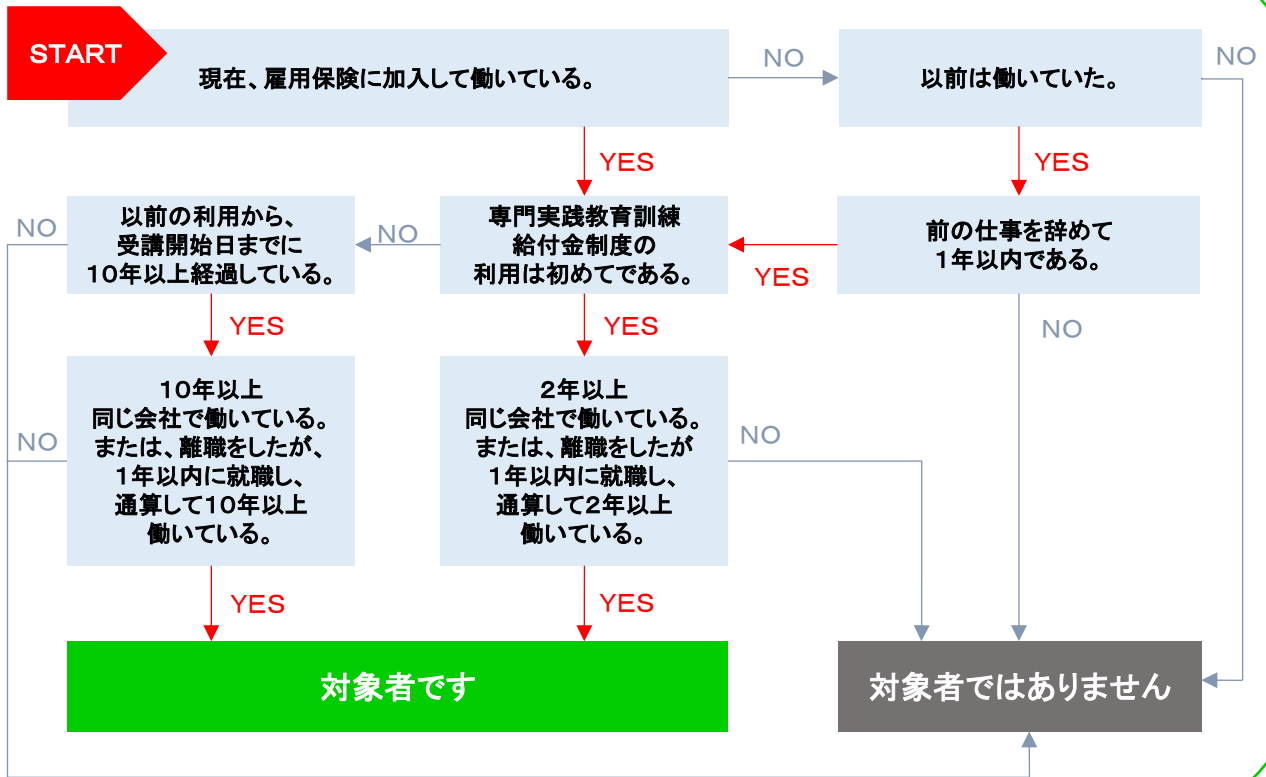 START
現在、雇用保険に加入して働いている。
NO
以前は働いていた。
NO
YES
YES
NO
以前の利用から、
受講開始日までに
10年以上経過している。
NO
専門実践教育訓練
給付金制度の
利用は初めてである。
YES
前の仕事を辞めて
1年以内である。
YES
YES
NO
NO
10年以上
同じ会社で働いている。
または、離職をしたが、
1年以内に就職し、
通算して10年以上
働いている。
2年以上
同じ会社で働いている。
または、離職をしたが
1年以内に就職し、
通算して2年以上
働いている。
NO
YES
YES
対象者です
対象者ではありません